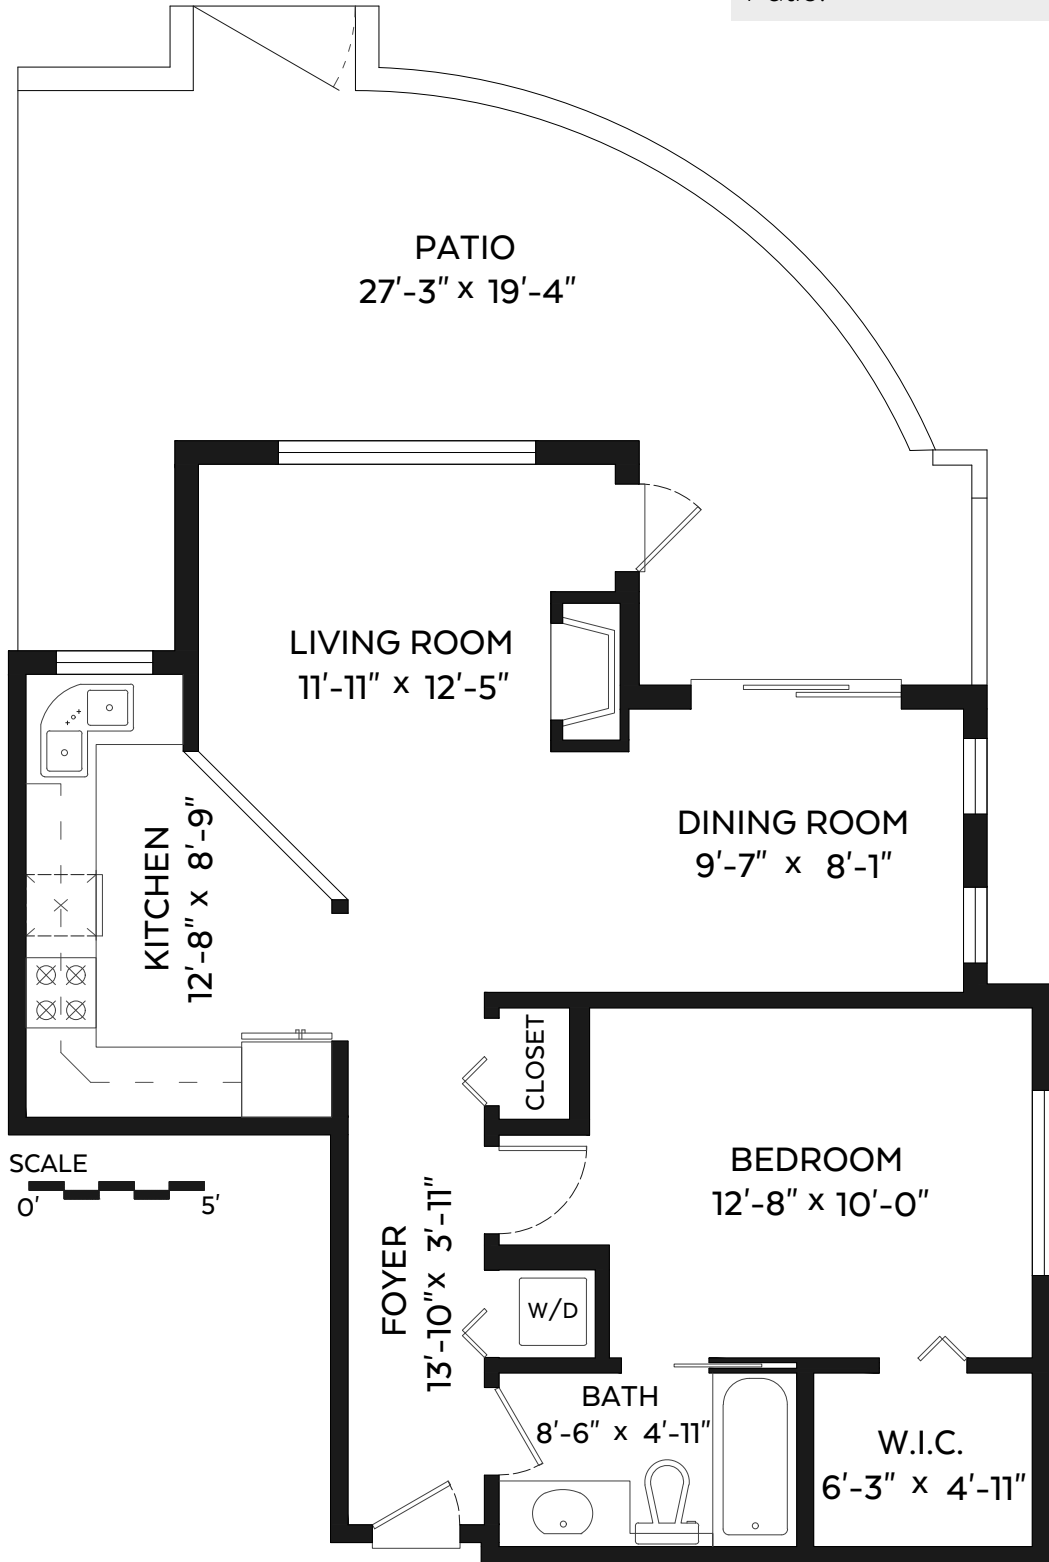 PATIO
27'-3" x 19'-4"
LIVING ROOM
11'-11" x 12'-5"
DINING ROOM
9'-7" x 8'-1"
KITCHEN
12'-8" x 8'-9"
CLOSET
SCALE
0' 5'
BEDROOM
12'-8" x 10'-0"
FOYER
13'-10" x 3'-11"
W/D
BATH
8'-6" x 4'-11"
W.I.C.
6'-3" x 4'-11"